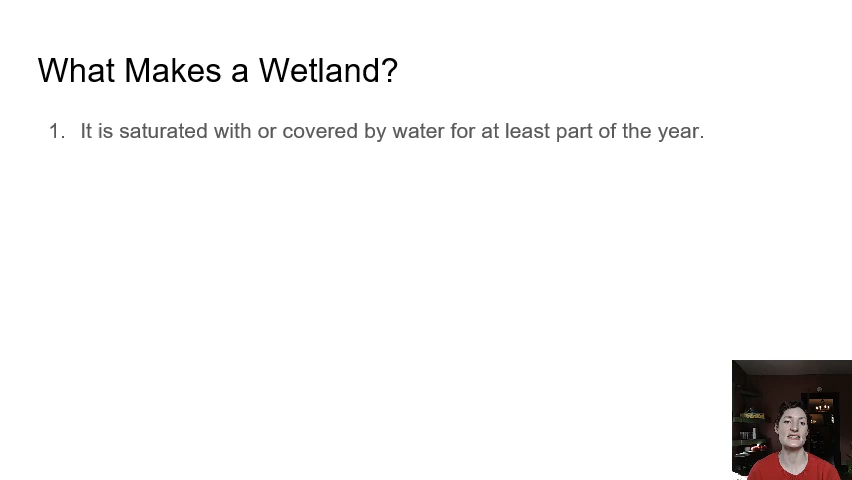 What Makes a Wetland?
1. It is saturated with or covered by water for at least part of the year.